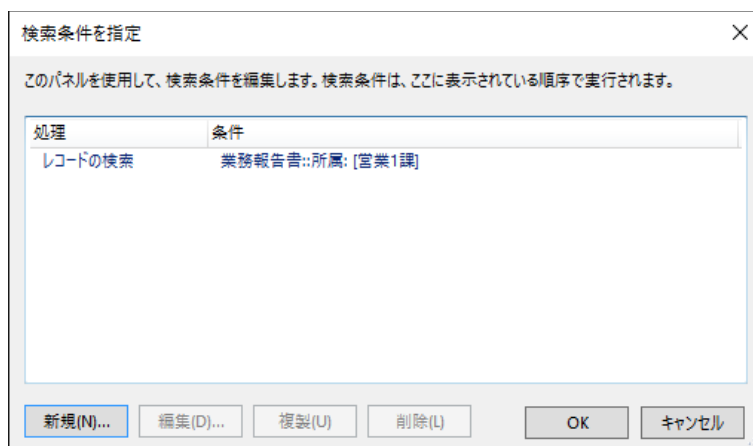 検索条件を指定
このパネルを使用して、検索条件を編集します。検索条件は、ここに表示されている順序で実行されます。
処理 条件
レコードの検索 業務報告書::所属: [営業1課]
新規(N)... 編集(D)... 複製(U) 削除(L) OK キャンセル